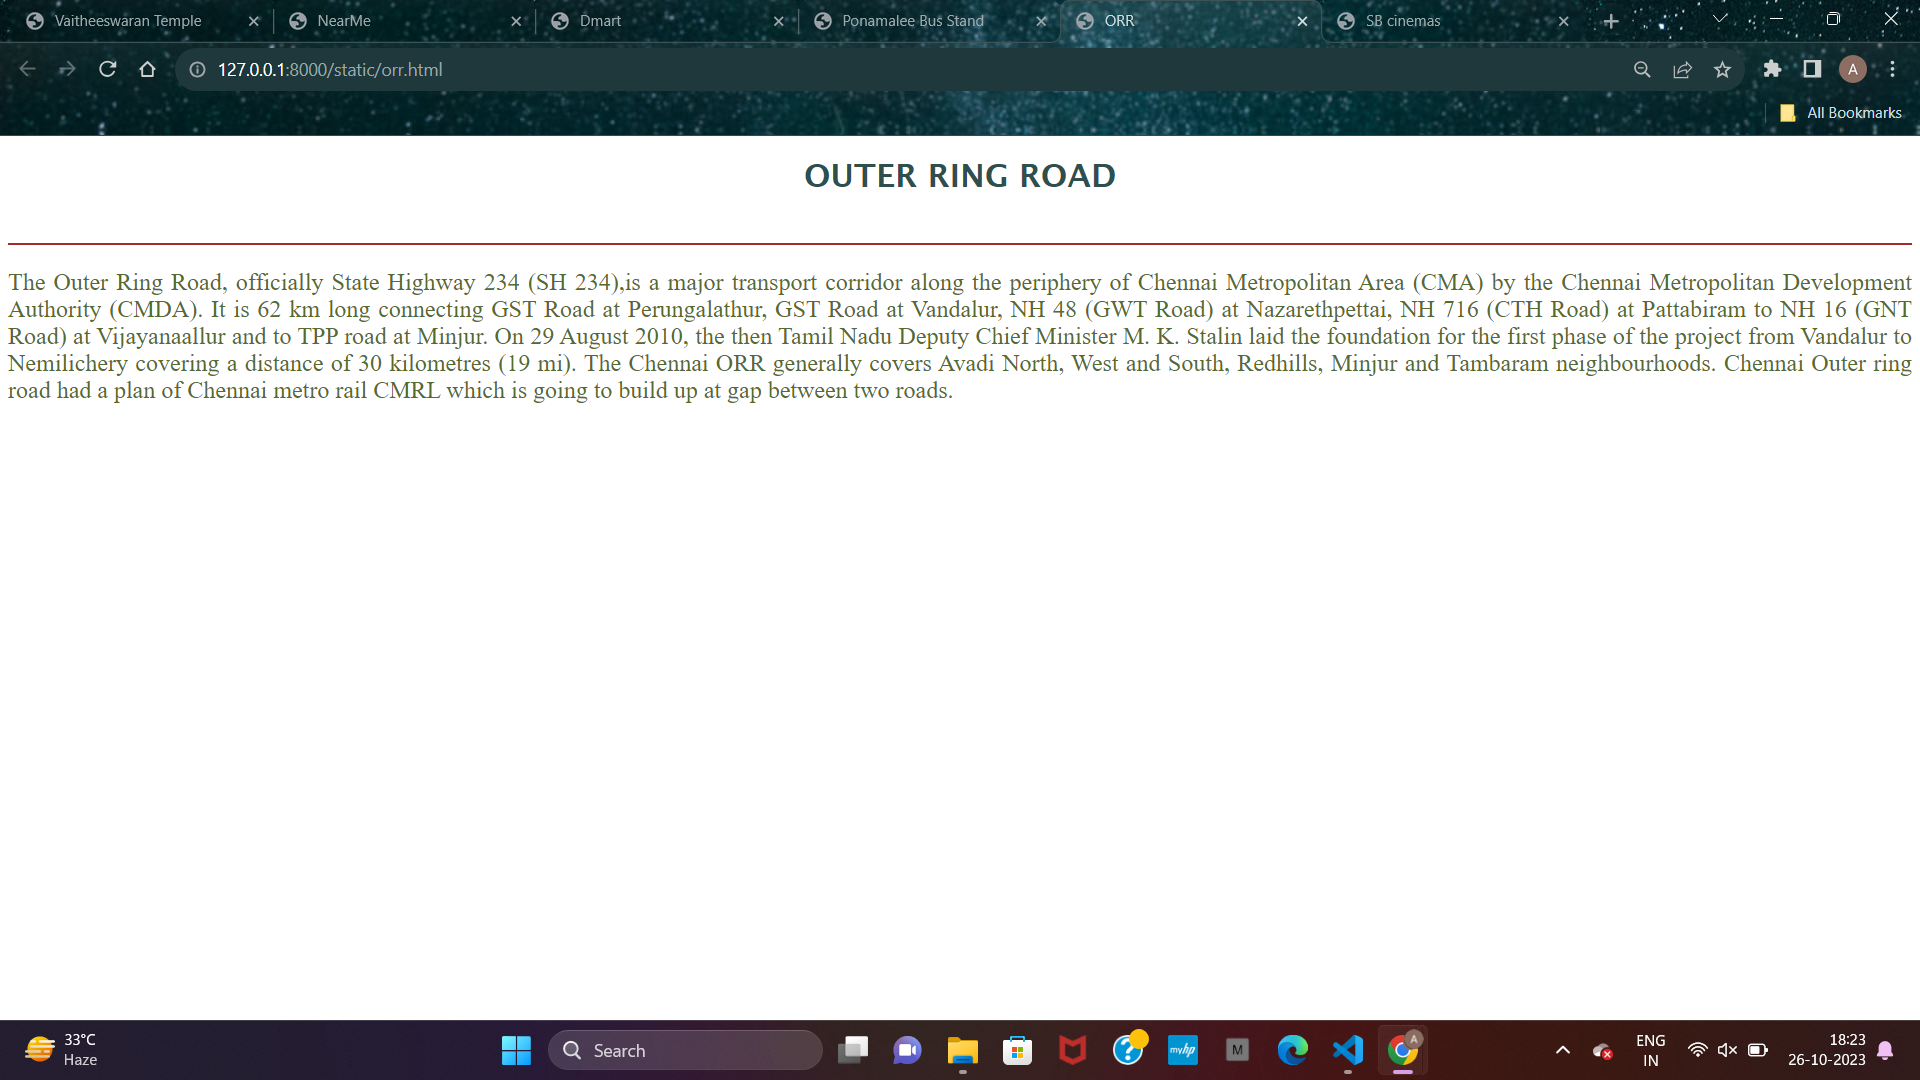 Vaitheeswaran Temple
NearMe
Dmart
Ponamalee Bus Stand
ORR
SB cinemas
127.0.0.1:8000/static/orr.html
A
All Bookmarks
OUTER RING ROAD
The Outer Ring Road, officially State Highway 234 (SH 234),is a major transport corridor along the periphery of Chennai Metropolitan Area (CMA) by the Chennai Metropolitan Development
Authority (CMDA). It is 62 km long connecting GST Road at Perungalathur, GST Road at Vandalur, NH 48 (GWT Road) at Nazarethpettai, NH 716 (CTH Road) at Pattabiram to NH 16 (GNT
Road) at Vijayanaallur and to TPP road at Minjur. On 29 August 2010, the then Tamil Nadu Deputy Chief Minister M. K. Stalin laid the foundation for the first phase of the project from Vandalur to
Nemilichery covering a distance of 30 kilometres (19 mi). The Chennai ORR generally covers Avadi North, West and South, Redhills, Minjur and Tambaram neighbourhoods. Chennai Outer ring
road had a plan of Chennai metro rail CMRL which is going to build up at gap between two roads.
33°C
Haze
Search
myhp
M
A
ENG
IN
18:23
26-10-2023